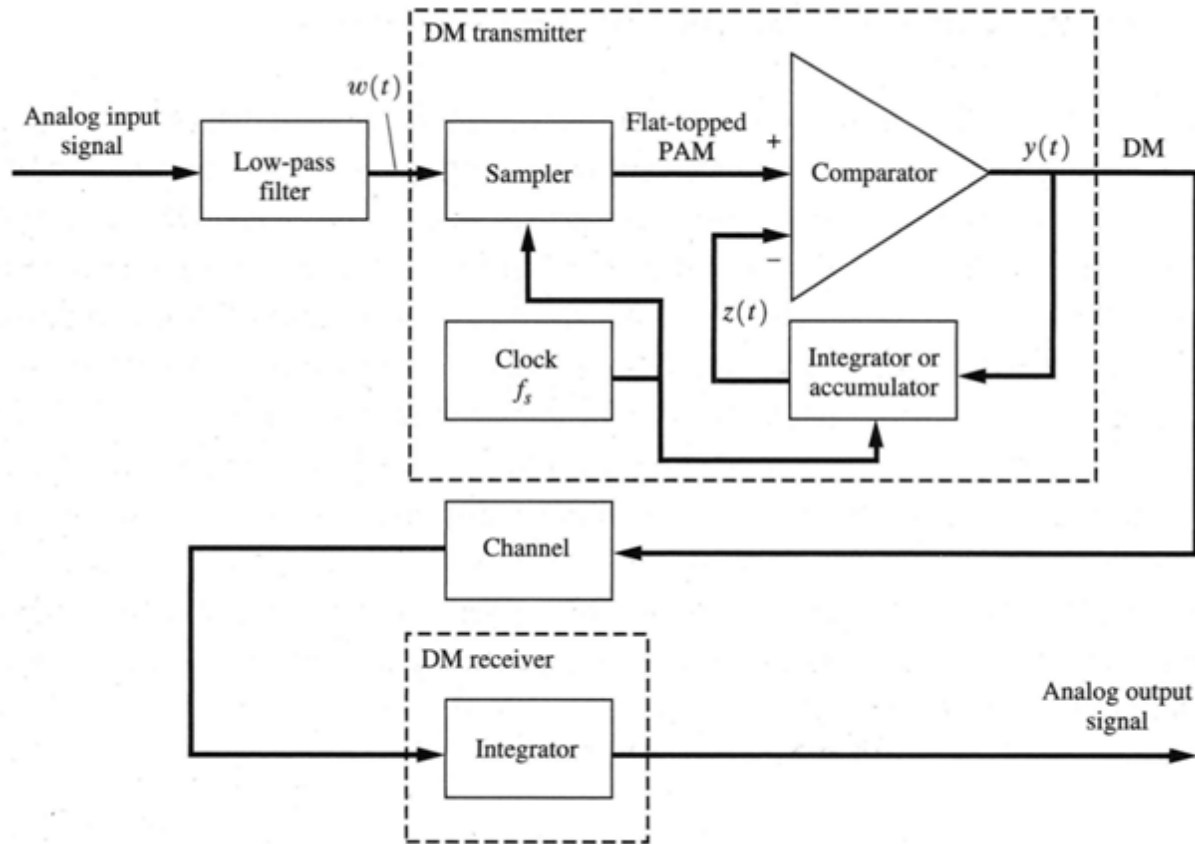 DM transmitter
w(t)
Analog input
signal
Low-pass
filter
Sampler
Flat-topped
PAM
+
−
Comparator
y(t)
DM
z(t)
Clock
fs
Integrator or
accumulator
Channel
DM receiver
Integrator
Analog output
signal